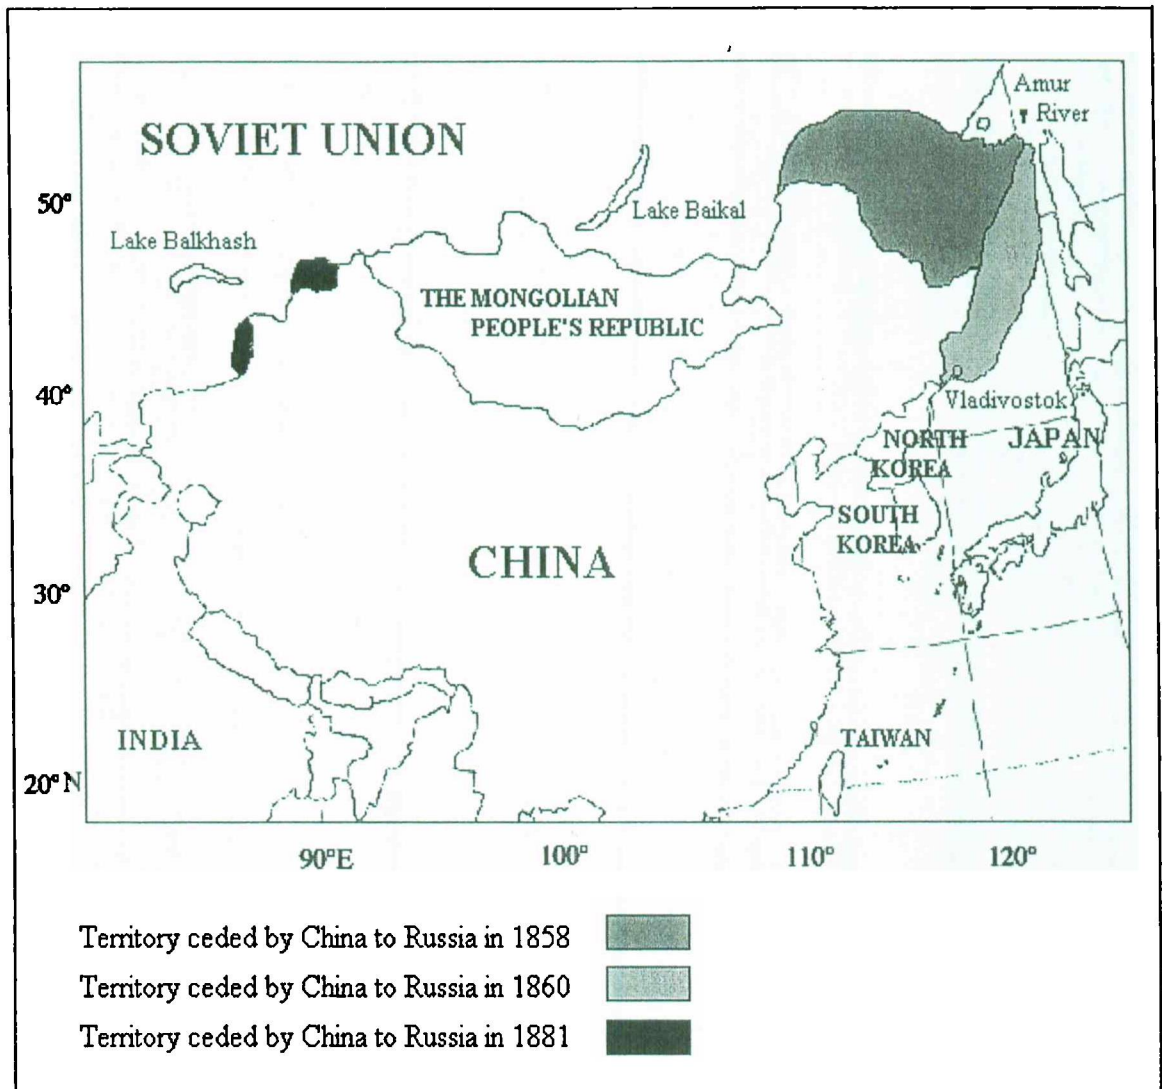 Amur
River
SOVIET UNION
50°
Lake Baikal
Lake Balkhash
THE MONGOLIAN
PEOPLE'S REPUBLIC
40°
Vladivostok
NORTH
KOREA
JAPAN
SOUTH
KOREA
CHINA
30°
INDIA
TAIWAN
20° N
90°E
100°
110°
120°
Territory ceded by China to Russia in 1858
Territory ceded by China to Russia in 1860
Territory ceded by China to Russia in 1881